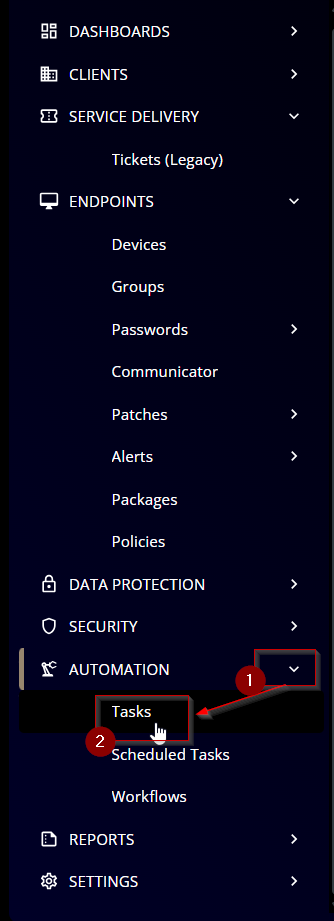 DASHBOARDS
CLIENTS
SERVICE DELIVERY
Tickets (Legacy)
ENDPOINTS
Devices
Groups
Passwords
Communicator
Patches
Alerts
Packages
Policies
DATA PROTECTION
SECURITY
AUTOMATION
1
Tasks
2
Scheduled Tasks
Workflows
REPORTS
SETTINGS